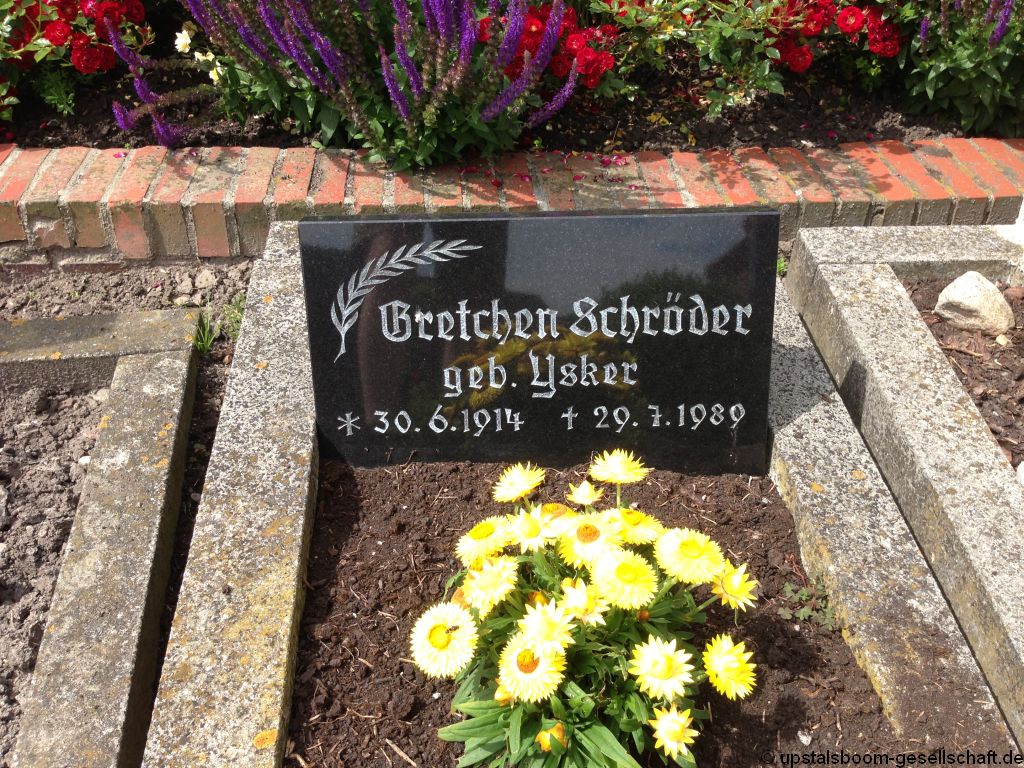 Gretchen Schröder
geb. Ysker
* 30.6.1914 † 29.7.1989
© upstalsboom-gesellschaft.de